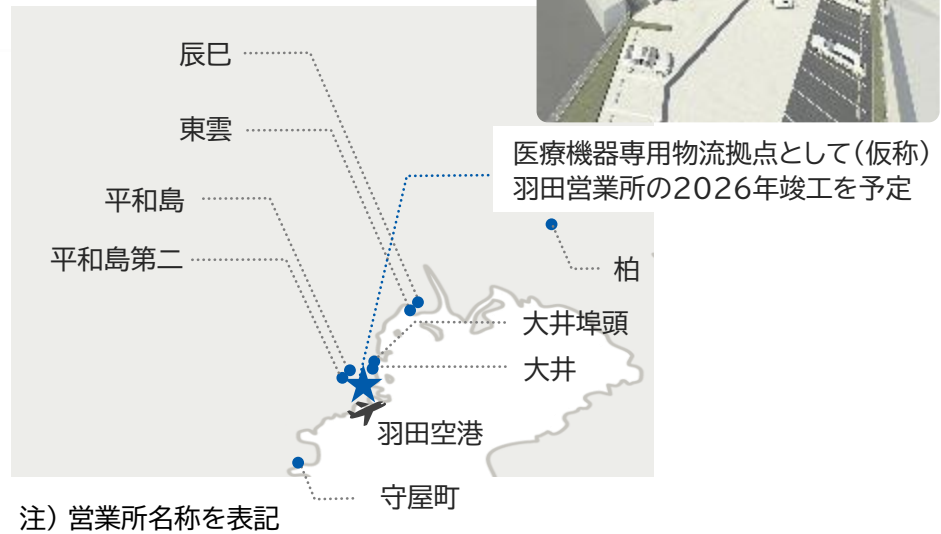 辰巳
東雲
医療機器専用物流拠点として（仮称）
羽田営業所の2026年竣工を予定
平和島
平和島第二
柏
大井埠頭
大井
羽田空港
守屋町
注） 営業所名称を表記